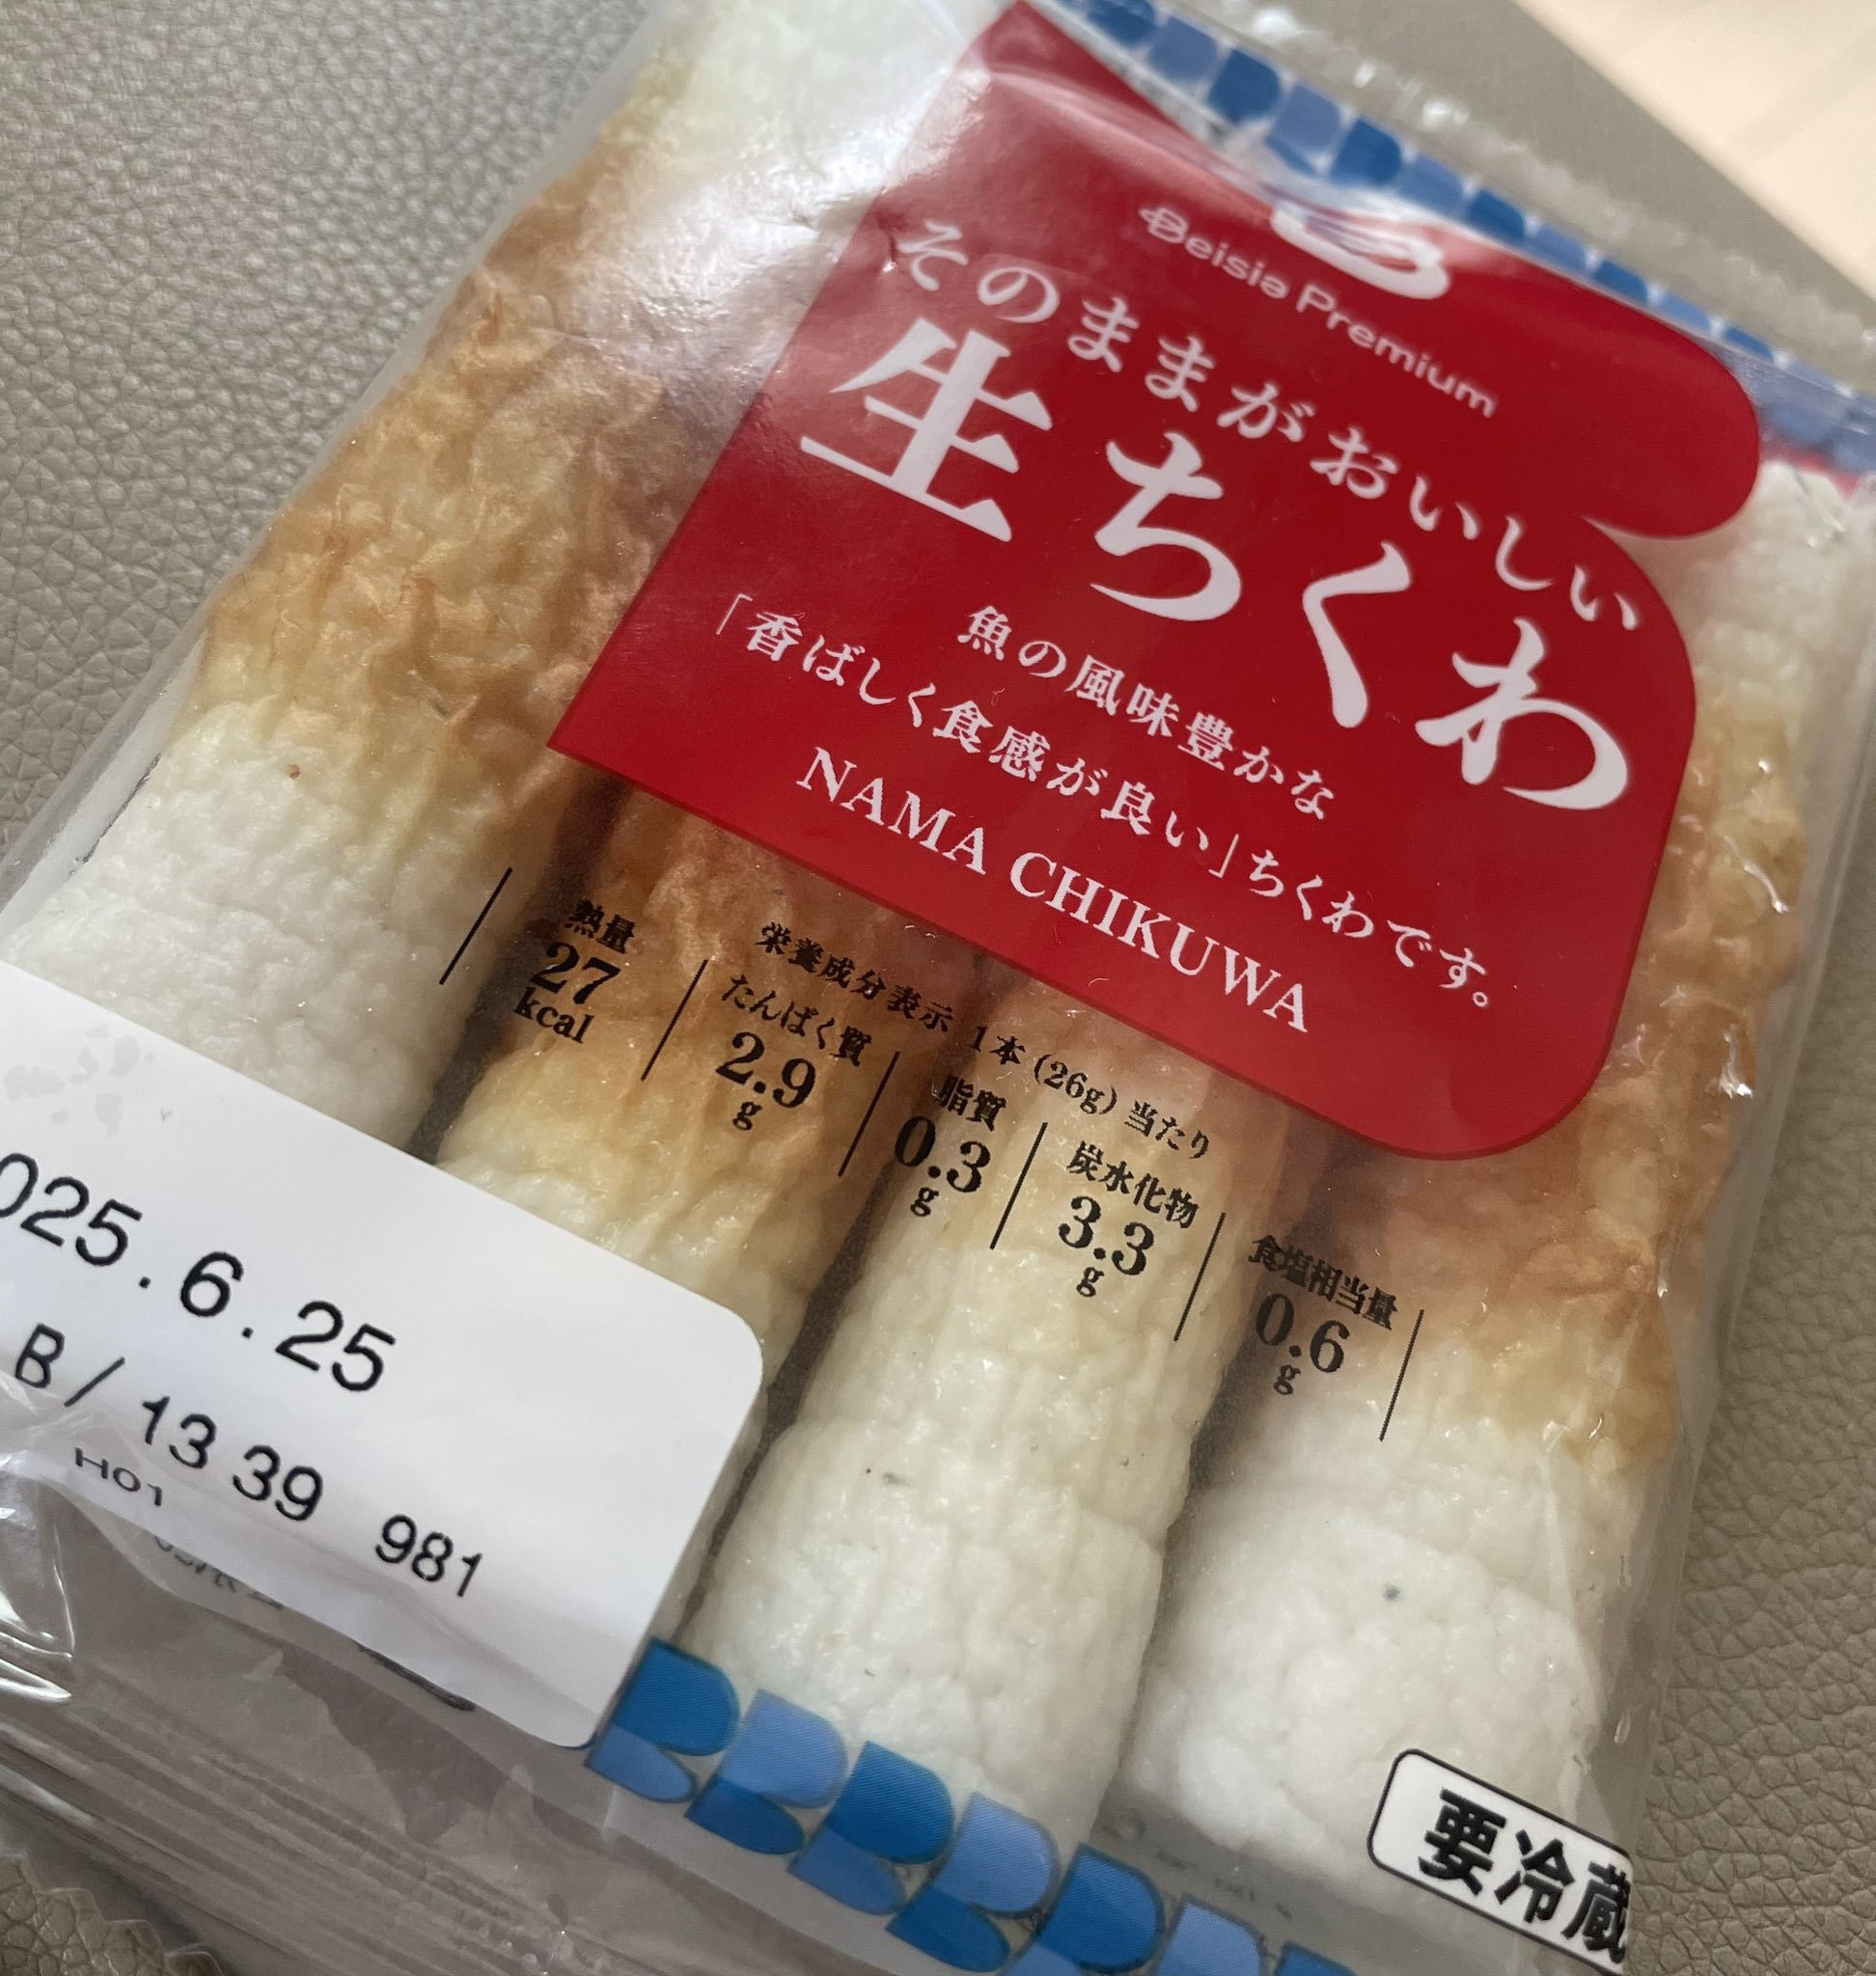 Beisia Premium
そのままがおいしい
生ちくわ
魚の風味豊かな
「香ばしく食感が良い」ちくわです。
NAMA CHIKUWA
栄養成分表示 1本(26g)当たり
熱量
27
kcal
たんぱく質
2.9
g
脂質
0.3
g
炭水化物
3.3
g
食塩相当量
0.6
g
025.6.25
B/1339 981
H01
要冷蔵